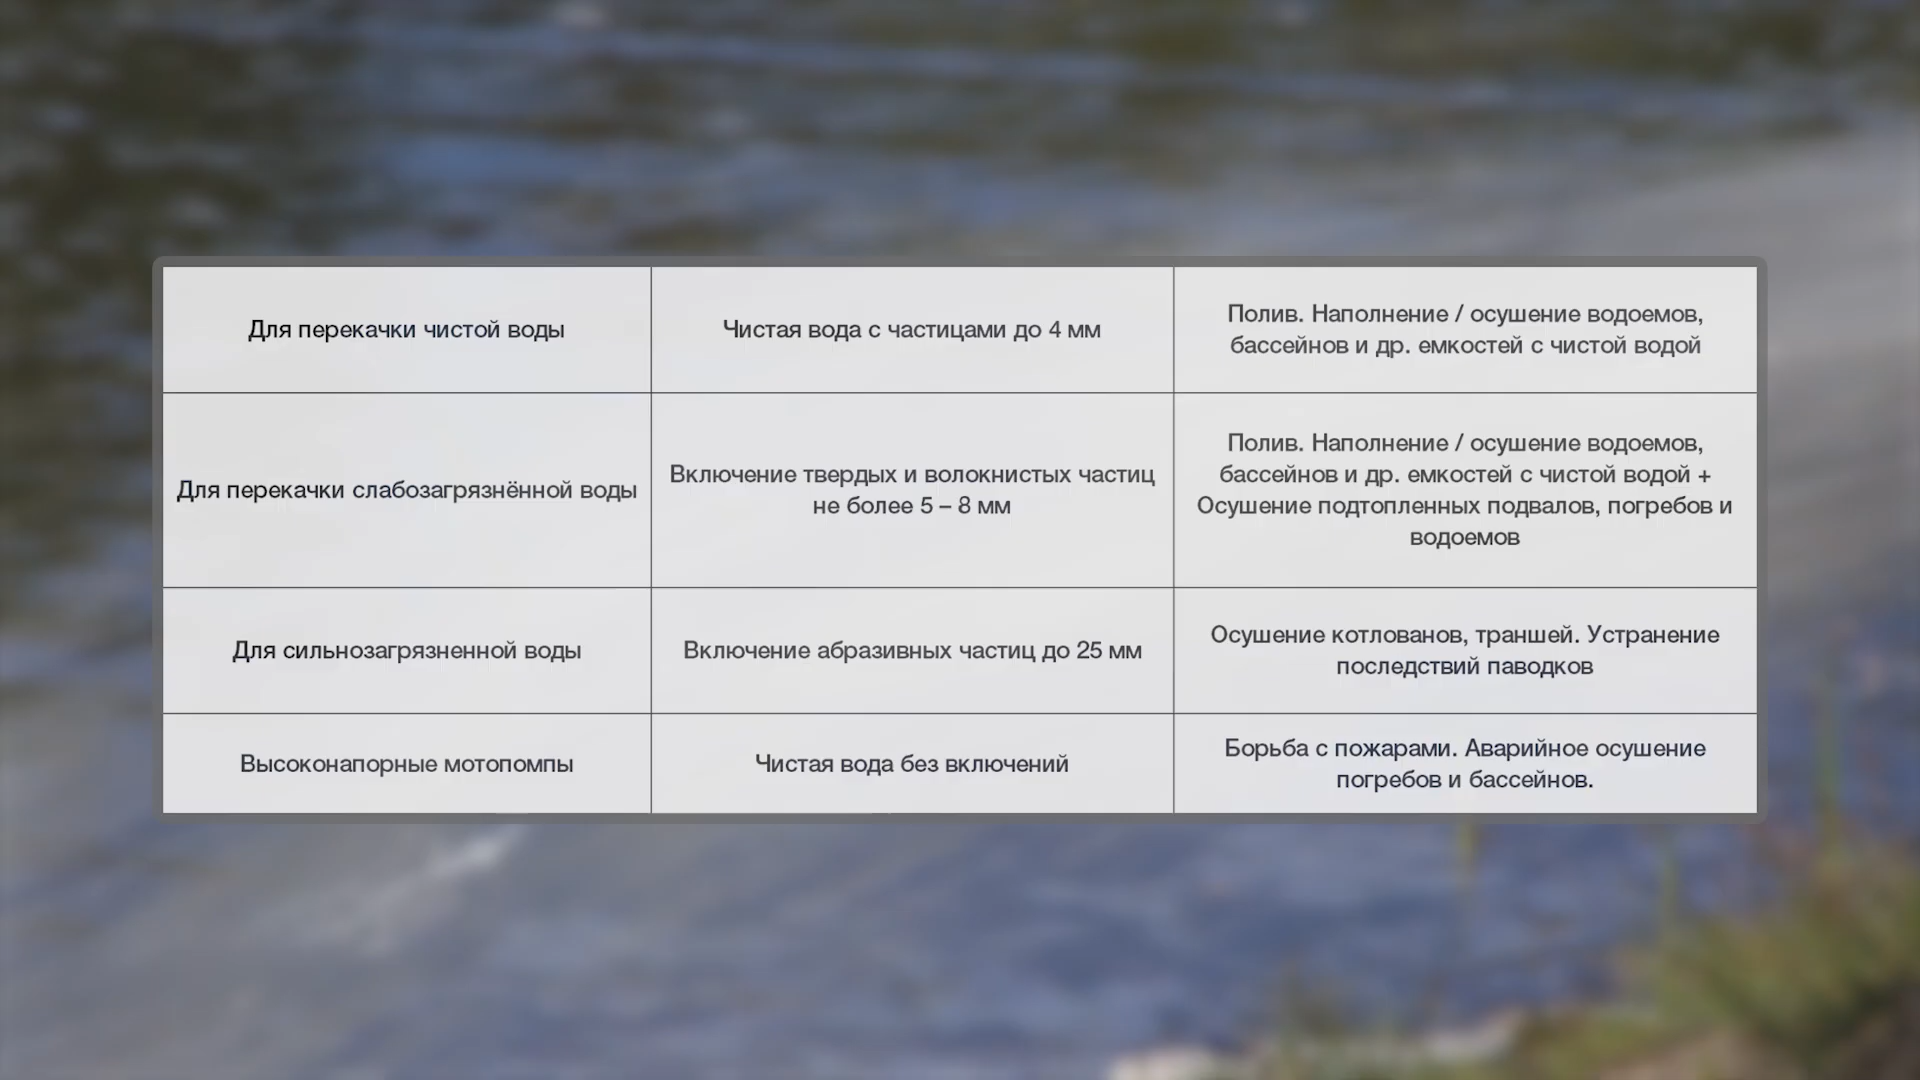 Для перекачки чистой воды
Чистая вода с частицами до 4 мм
Полив. Наполнение / осушение водоемов,
бассейнов и др. емкостей с чистой водой
Для перекачки слабозагрязнённой воды
Включение твердых и волокнистых частиц
не более 5 – 8 мм
Полив. Наполнение / осушение водоемов,
бассейнов и др. емкостей с чистой водой +
Осушение подтопленных подвалов, погребов и
водоемов
Для сильнозагрязненной воды
Включение абразивных частиц до 25 мм
Осушение котлованов, траншей. Устранение
последствий паводков
Высоконапорные мотопомпы
Чистая вода без включений
Борьба с пожарами. Аварийное осушение
погребов и бассейнов.